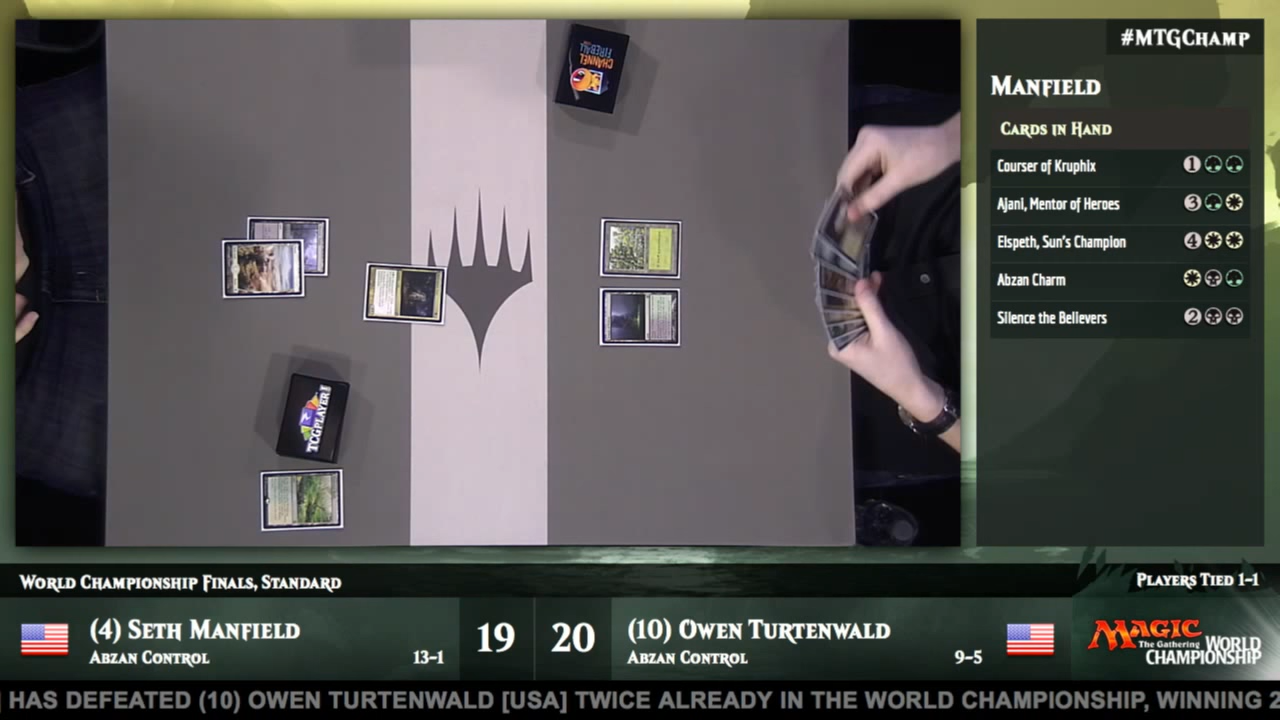 #MTGCHAMP
MANFIELD
CARDS IN HAND
Courser of Kruphix 1
Ajani, Mentor of Heroes 3
Elspeth, Sun's Champion 4
Abzan Charm
Silence the Believers 2
CHANNEL
FIREBALL
TCGPLAYER
WORLD CHAMPIONSHIP FINALS, STANDARD
PLAYERS TIED 1-1
(4) SETH MANFIELD
ABZAN CONTROL 13-1
19 20
(10) OWEN TURTENWALD
ABZAN CONTROL 9-5
MAGIC
The Gathering
WORLD
CHAMPIONSHIP
HAS DEFEATED (10) OWEN TURTENWALD [USA] TWICE ALREADY IN THE WORLD CHAMPIONSHIP, WINNING 2